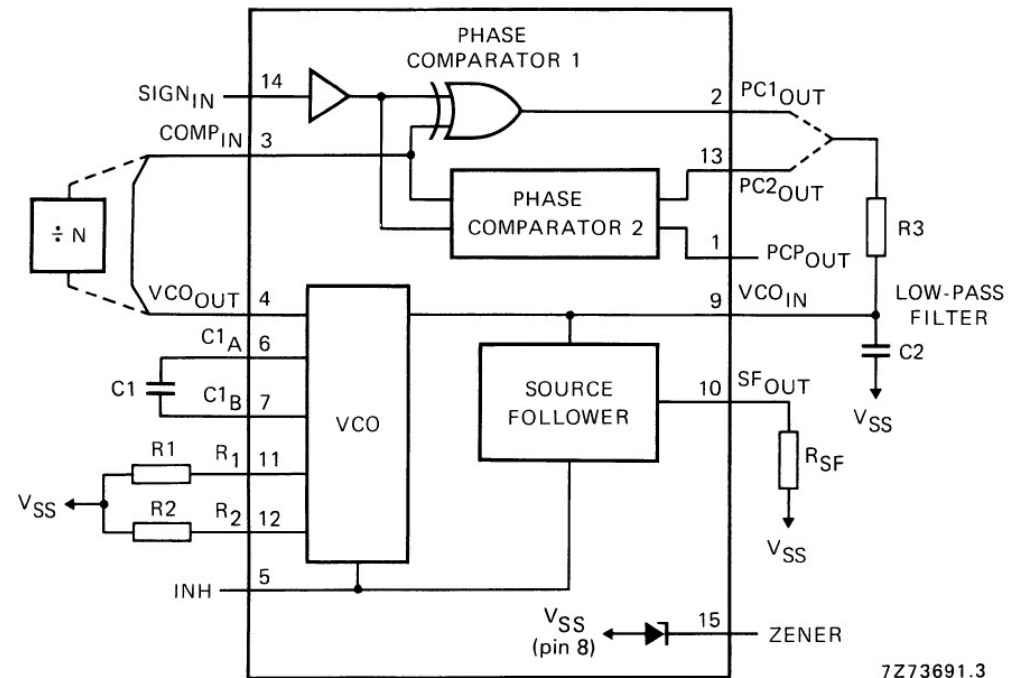 PHASE
COMPARATOR 1
SIGN_IN
14
2
PC1_OUT
COMP_IN
3
13
PC2_OUT
÷ N
PHASE
COMPARATOR 2
R3
1
PCP_OUT
VCO_OUT
4
9
VCO_IN
LOW-PASS
FILTER
C1_A
6
C2
C1
SOURCE
FOLLOWER
10
SF_OUT
C1_B
7
VCO
V_SS
R1
R_1
11
R_SF
V_SS
R2
R_2
12
V_SS
INH
5
V_SS
(pin 8)
15
ZENER
7Z73691.3